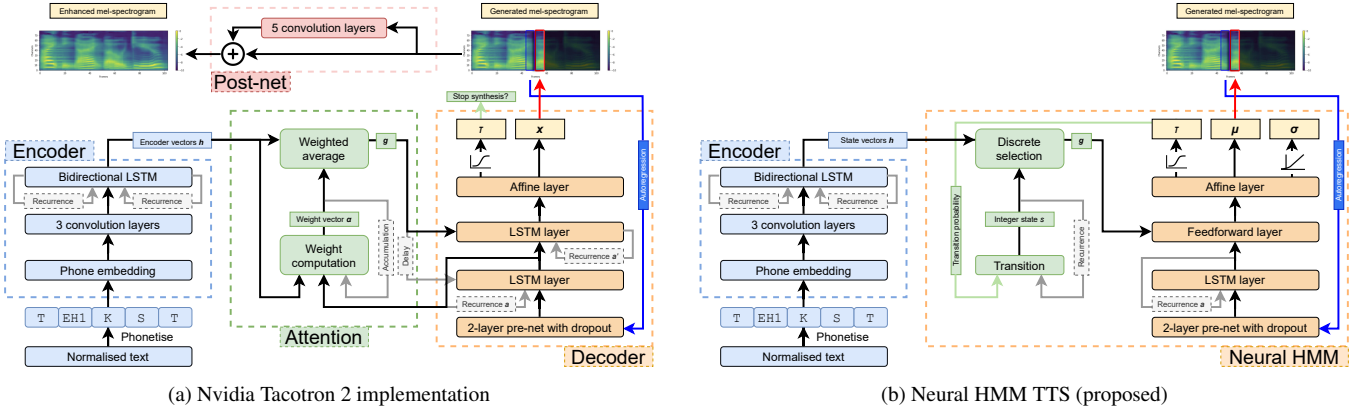 Enhanced mel-spectrogram
5 convolution layers
+
Post-net
Generated mel-spectrogram
Stop synthesis?
τ
x
Autoregression
Encoder
Encoder vectors h
Bidirectional LSTM
Recurrence
Recurrence
3 convolution layers
Phone embedding
T EH1 K S T
Phonetise
Normalised text
Weighted
average
g
Weight vector α
Accumulation
Delay
Weight
computation
Attention
Affine layer
LSTM layer
Recurrence a'
LSTM layer
Recurrence a
2-layer pre-net with dropout
Decoder
(a) Nvidia Tacotron 2 implementation
Generated mel-spectrogram
Encoder
State vectors h
Bidirectional LSTM
Recurrence
Recurrence
3 convolution layers
Phone embedding
T EH1 K S T
Phonetise
Normalised text
Discrete
selection
g
Transition probability
Integer state s
Recurrence
Transition
τ
μ
σ
Autoregression
Affine layer
Feedforward layer
LSTM layer
Recurrence a
2-layer pre-net with dropout
Neural HMM
(b) Neural HMM TTS (proposed)